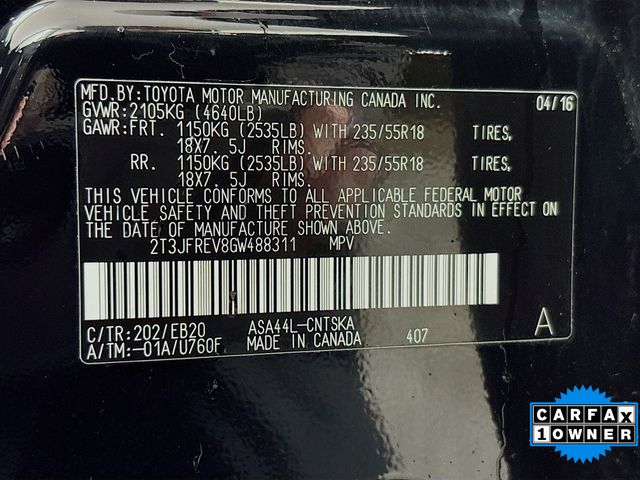 MFD.BY:TOYOTA MOTOR MANUFACTURING CANADA INC. 04/16
GVWR:2105KG (4640LB)
GAWR:FRT. 1150KG (2535LB) WITH 235/55R18 TIRES,
18X7. 5J RIMS.
RR. 1150KG (2535LB) WITH 235/55R18 TIRES,
18X7. 5J RIMS.
THIS VEHICLE CONFORMS TO ALL APPLICABLE FEDERAL MOTOR
VEHICLE SAFETY AND THEFT PREVENTION STANDARDS IN EFFECT ON
THE DATE OF MANUFACTURE SHOWN ABOVE.
2T3JFREV8GW488311 MPV
C/TR:202/EB20 ASA44L-CNTSKA 407 A
A/TM:-01A/U760F MADE IN CANADA
CARFAX
1 OWNER